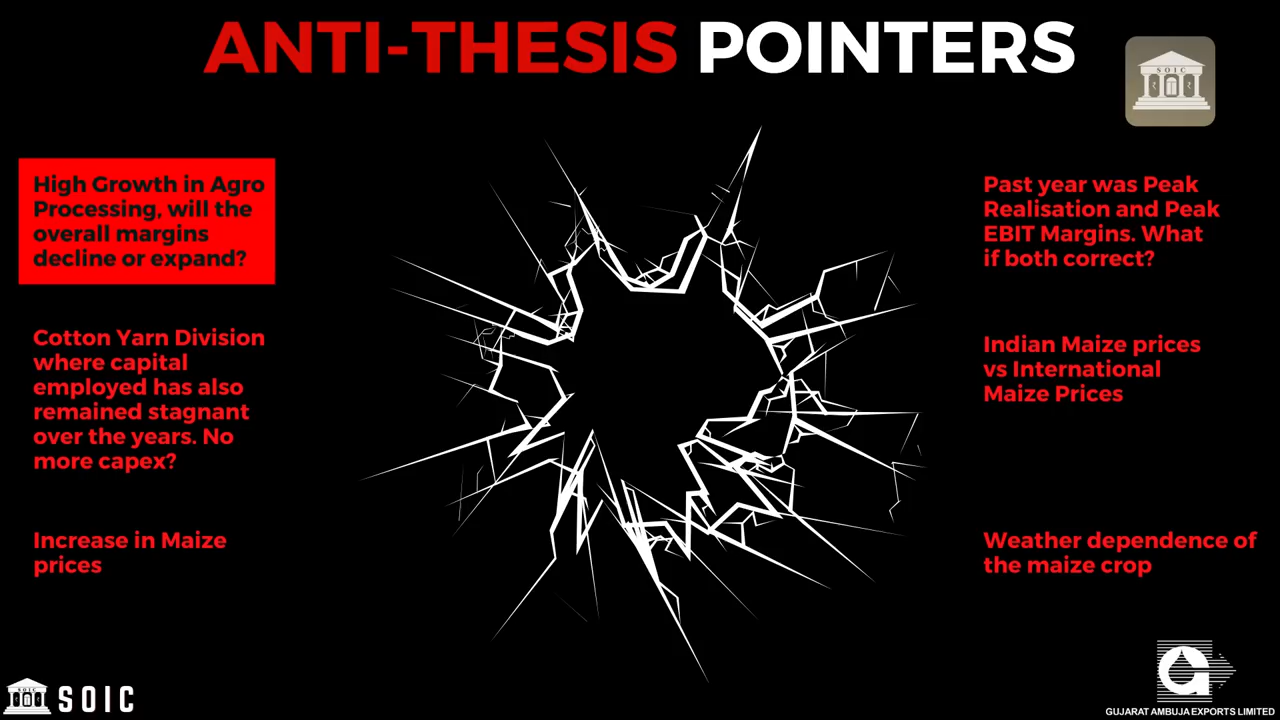 ANTI-THESIS POINTERS
SOIC
High Growth in Agro
Processing, will the
overall margins
decline or expand?
Cotton Yarn Division
where capital
employed has also
remained stagnant
over the years. No
more capex?
Increase in Maize
prices
Past year was Peak
Realisation and Peak
EBIT Margins. What
if both correct?
Indian Maize prices
vs International
Maize Prices
Weather dependence of
the maize crop
SOIC
SOIC
G
GUJARAT AMBUJA EXPORTS LIMITED